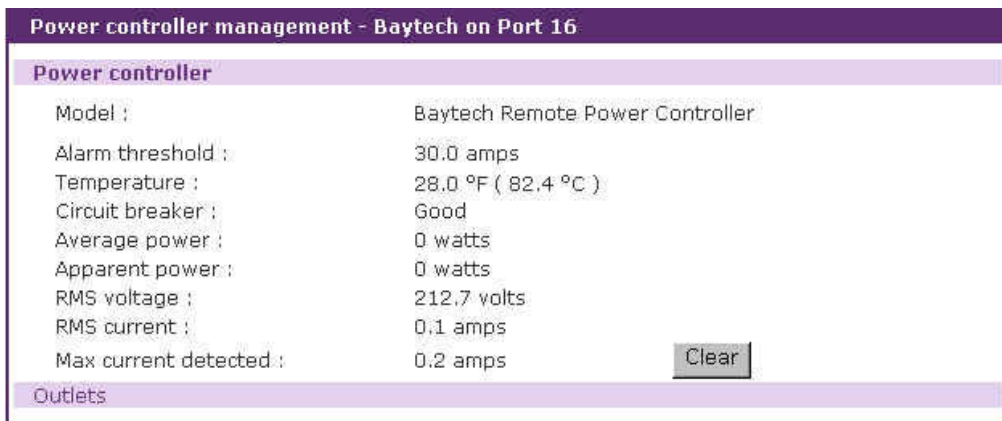 Power controller management - Baytech on Port 16
Power controller
Model : Baytech Remote Power Controller
Alarm threshold : 30.0 amps
Temperature : 28.0 ºF ( 82.4 ºC )
Circuit breaker : Good
Average power : 0 watts
Apparent power : 0 watts
RMS voltage : 212.7 volts
RMS current : 0.1 amps
Max current detected : 0.2 amps Clear
Outlets